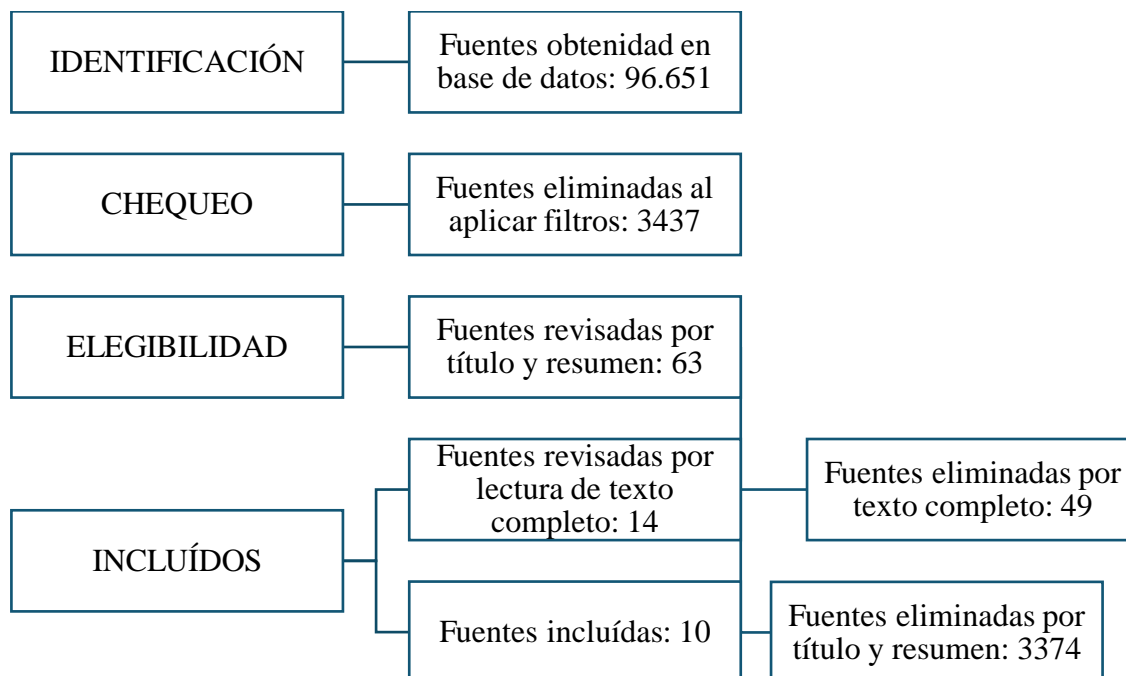 IDENTIFICACIÓN
Fuentes obtenidad en
base de datos: 96.651
CHEQUEO
Fuentes eliminadas al
aplicar filtros: 3437
ELEGIBILIDAD
Fuentes revisadas por
título y resumen: 63
INCLUÍDOS
Fuentes revisadas por
lectura de texto
completo: 14
Fuentes eliminadas por
texto completo: 49
Fuentes incluídas: 10
Fuentes eliminadas por
título y resumen: 3374